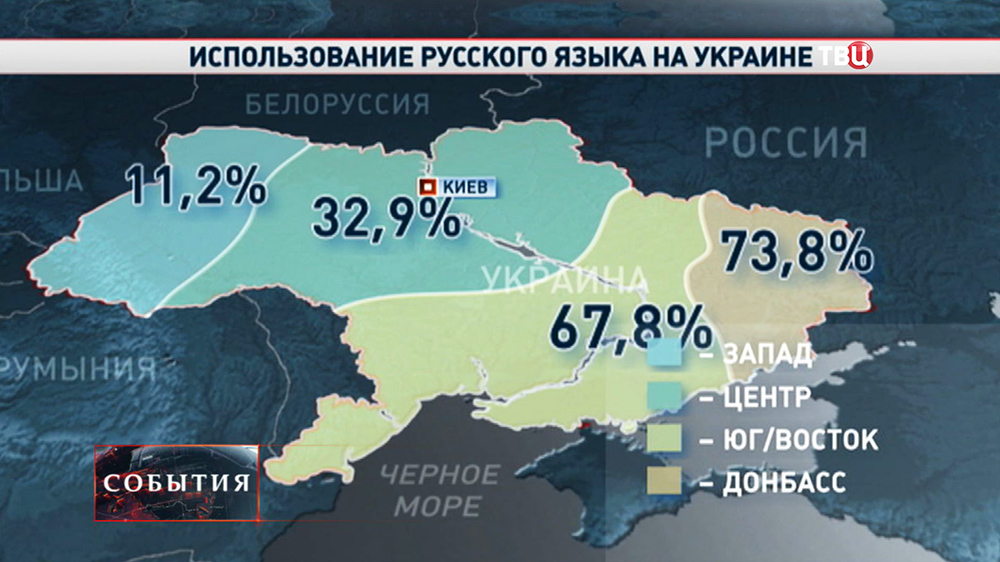 ИСПОЛЬЗОВАНИЕ РУССКОГО ЯЗЫКА НА УКРАИНЕ
ТВЦ
БЕЛОРУССИЯ
РОССИЯ
ЛЬША
11,2%
КИЕВ
32,9%
73,8%
УКРАИНА
67,8%
РУМЫНИЯ
– ЗАПАД
– ЦЕНТР
– ЮГ/ВОСТОК
– ДОНБАСС
ЧЕРНОЕ
МОРЕ
СОБЫТИЯ